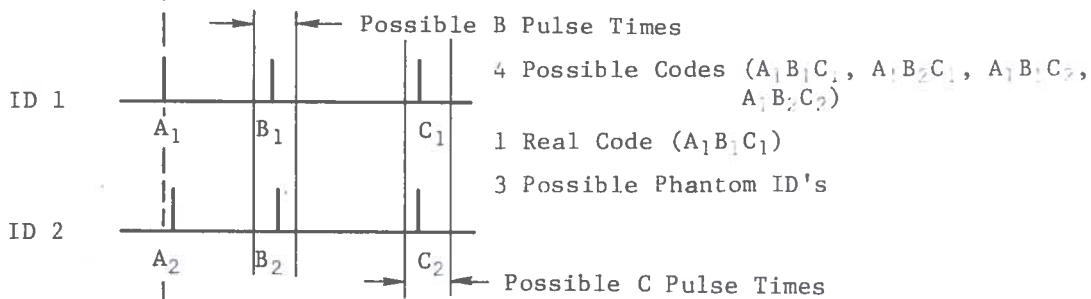 Possible B Pulse Times
4 Possible Codes (A₁B₁C₁, A₁B₂C₁, A₁B₁C₂,
A₁B₂C₂)
ID 1
A₁ B₁ C₁
1 Real Code (A₁B₁C₁)
3 Possible Phantom ID's
ID 2
A₂ B₂ C₂
Possible C Pulse Times